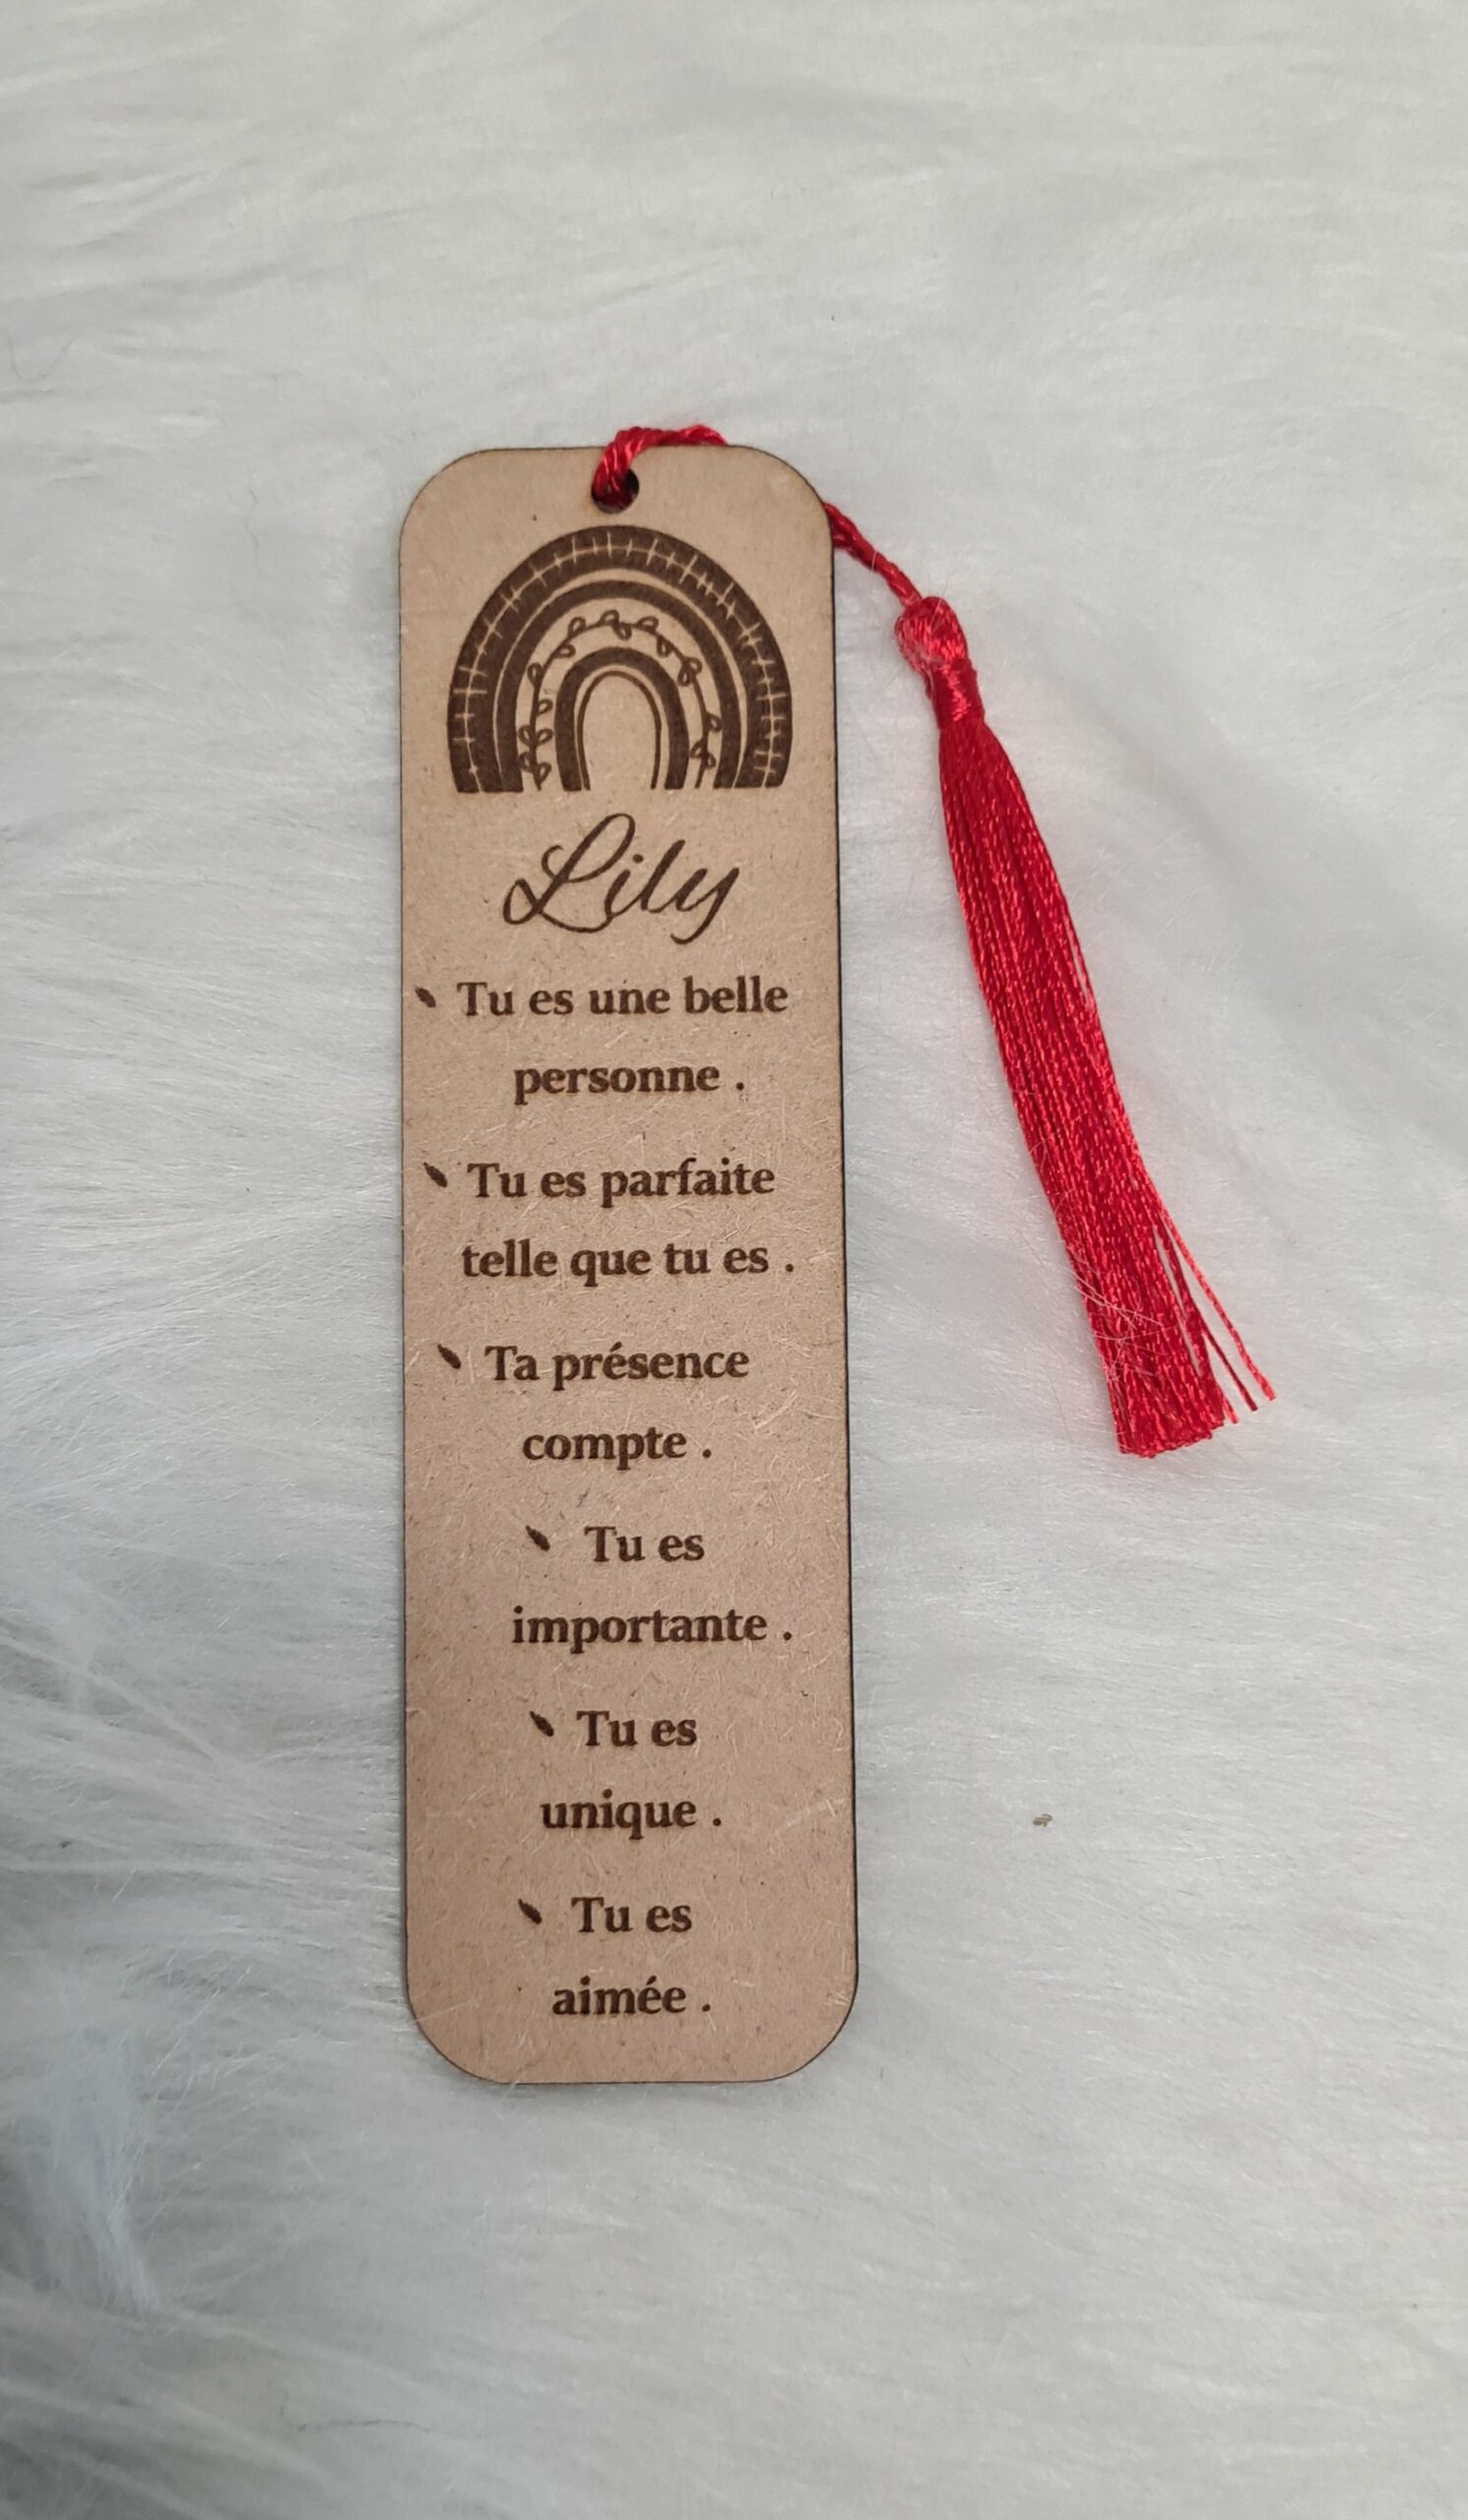 Lily
Tu es une belle
personne .
Tu es parfaite
telle que tu es .
Ta présence
compte .
Tu es
importante .
Tu es
unique .
Tu es
aimée .